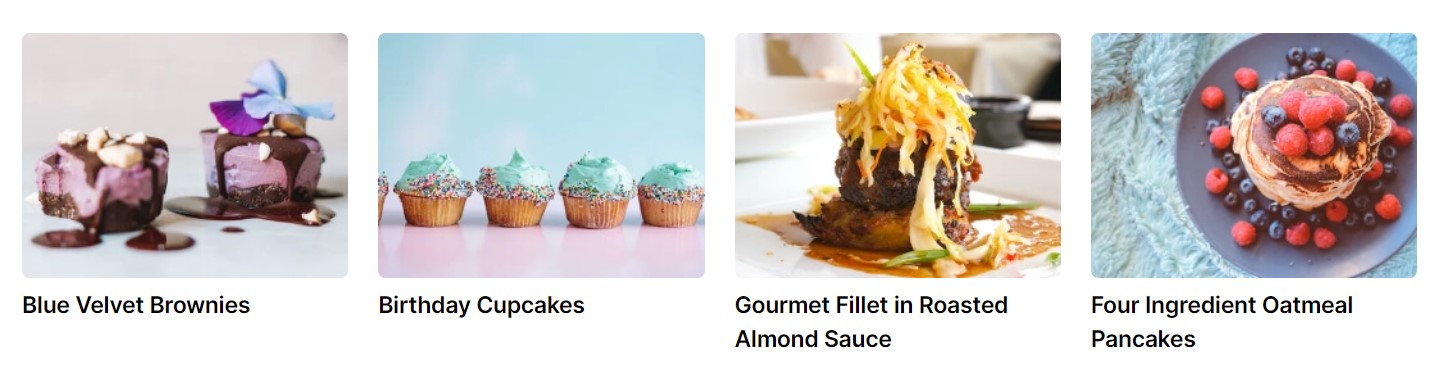 Blue Velvet Brownies
Birthday Cupcakes
Gourmet Fillet in Roasted
Almond Sauce
Four Ingredient Oatmeal
Pancakes